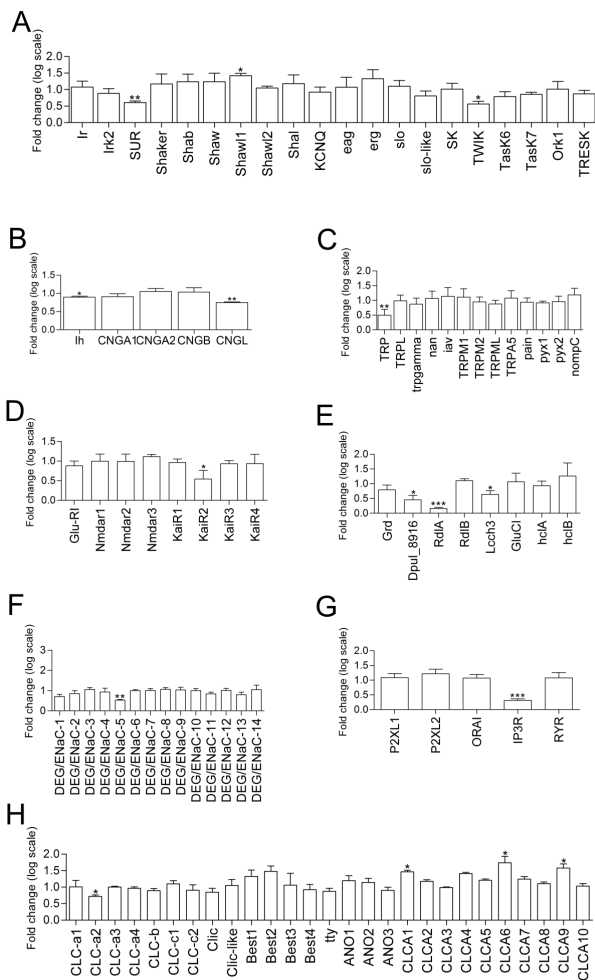 A
Fold change (log scale)
2.0
1.5
1.0
0.5
0.0
** * *
Ir Irk2 SUR Shaker Shab Shaw Shawl1 Shawl2 Shal KCNQ eag erg slo slo-like SK TWIK TasK6 TasK7 Ork1 TRESK
B
Fold change (log scale)
1.5
1.0
0.5
0.0
* **
Ih CNGA1 CNGA2 CNGB CNGL
C
Fold change (log scale)
2.0
1.5
1.0
0.5
0.0
**
TRP TRPL trpgamma nan iav TRPM1 TRPM2 TRPML TRPA5 pain pyx1 pyx2 nompC
D
Fold change (log scale)
1.5
1.0
0.5
0.0
*
Glu-RI Nmdar1 Nmdar2 Nmdar3 KaiR1 KaiR2 KaiR3 KaiR4
E
Fold change (log scale)
2.0
1.5
1.0
0.5
0.0
* *** *
Grd Dpul_8916 RdlA RdlB Lcch3 GluCl hclA hclB
F
Fold change (log scale)
3
2
1
0
**
DEG/ENaC-1 DEG/ENaC-2 DEG/ENaC-3 DEG/ENaC-4 DEG/ENaC-5 DEG/ENaC-6 DEG/ENaC-7 DEG/ENaC-8 DEG/ENaC-9 DEG/ENaC-10 DEG/ENaC-11 DEG/ENaC-12 DEG/ENaC-13 DEG/ENaC-14
G
Fold change (log scale)
2.0
1.5
1.0
0.5
0.0
***
P2XL1 P2XL2 ORAI IP3R RYR
H
Fold change (log scale)
2.0
1.5
1.0
0.5
0.0
* * * *
CLC-a1 CLC-a2 CLC-a3 CLC-a4 CLC-b CLC-c1 CLC-c2 Clic Clic-like Best1 Best2 Best3 Best4 tty ANO1 ANO2 ANO3 CLCA1 CLCA2 CLCA3 CLCA4 CLCA5 CLCA6 CLCA7 CLCA8 CLCA9 CLCA10